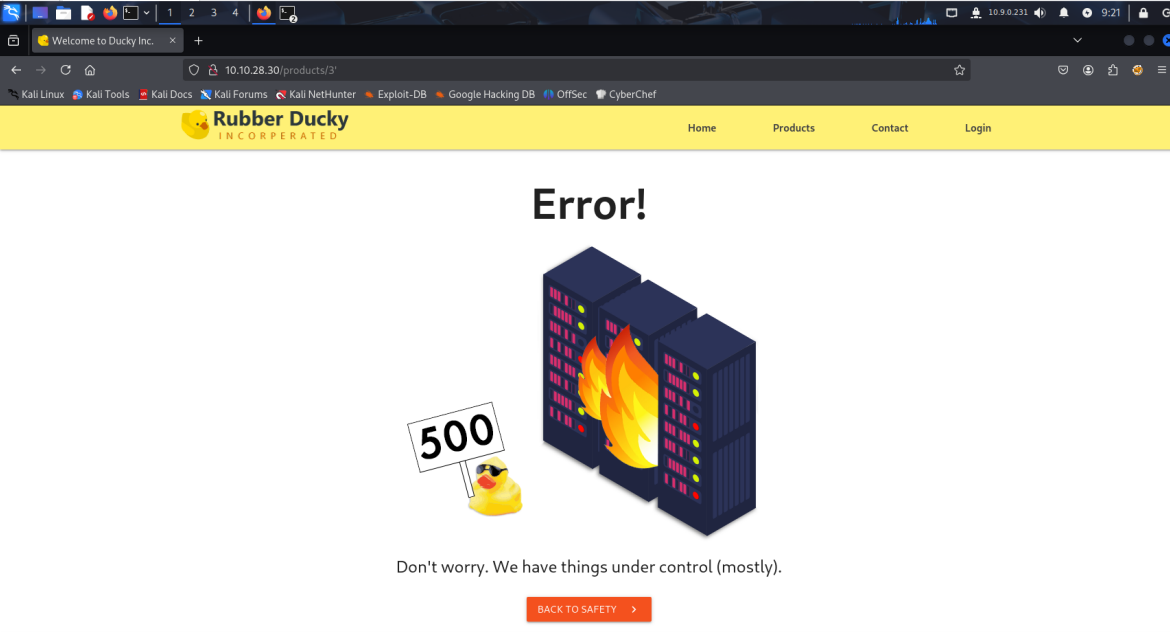 1 2 3 4 2 10.9.0.231 9:21
Welcome to Ducky Inc.
10.10.28.30/products/3'
Kali Linux Kali Tools Kali Docs Kali Forums Kali NetHunter Exploit-DB Google Hacking DB OffSec CyberChef
Rubber Ducky
INCORPERATED
Home Products Contact Login
Error!
500
Don't worry. We have things under control (mostly).
BACK TO SAFETY